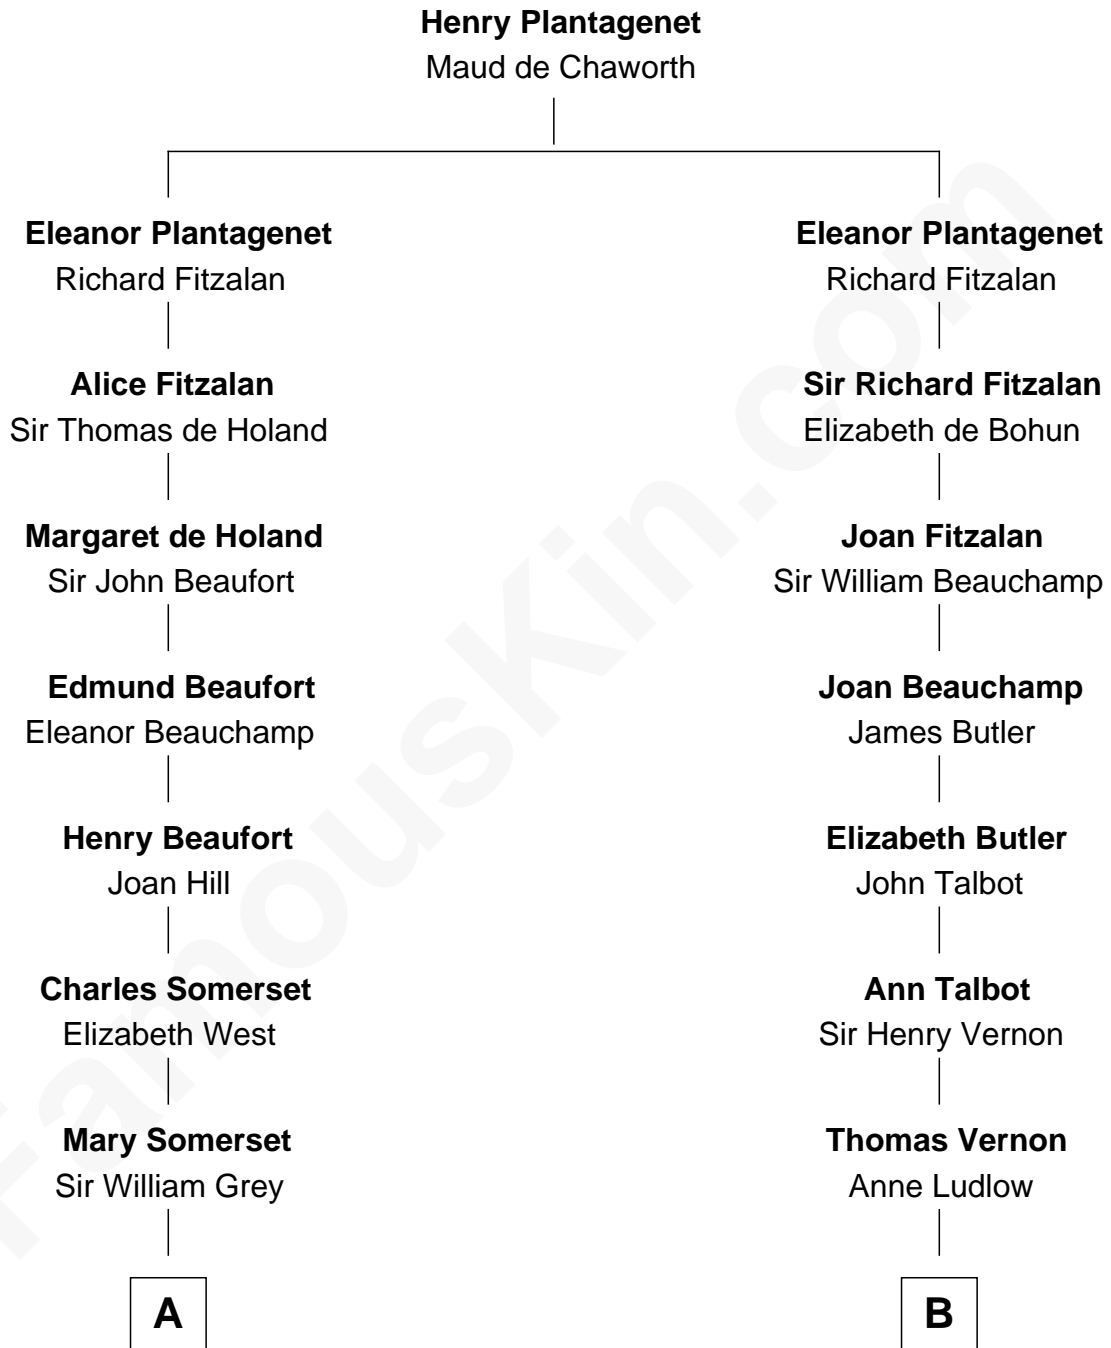 Henry Plantagenet
Maud de Chaworth
Eleanor Plantagenet
Richard Fitzalan
Eleanor Plantagenet
Richard Fitzalan
Alice Fitzalan
Sir Thomas de Holand
Sir Richard Fitzalan
Elizabeth de Bohun
Margaret de Holand
Sir John Beaufort
Joan Fitzalan
Sir William Beauchamp
Edmund Beaufort
Eleanor Beauchamp
Joan Beauchamp
James Butler
Henry Beaufort
Joan Hill
Elizabeth Butler
John Talbot
Charles Somerset
Elizabeth West
Ann Talbot
Sir Henry Vernon
Mary Somerset
Sir William Grey
Thomas Vernon
Anne Ludlow
A
B
FamousKin.com